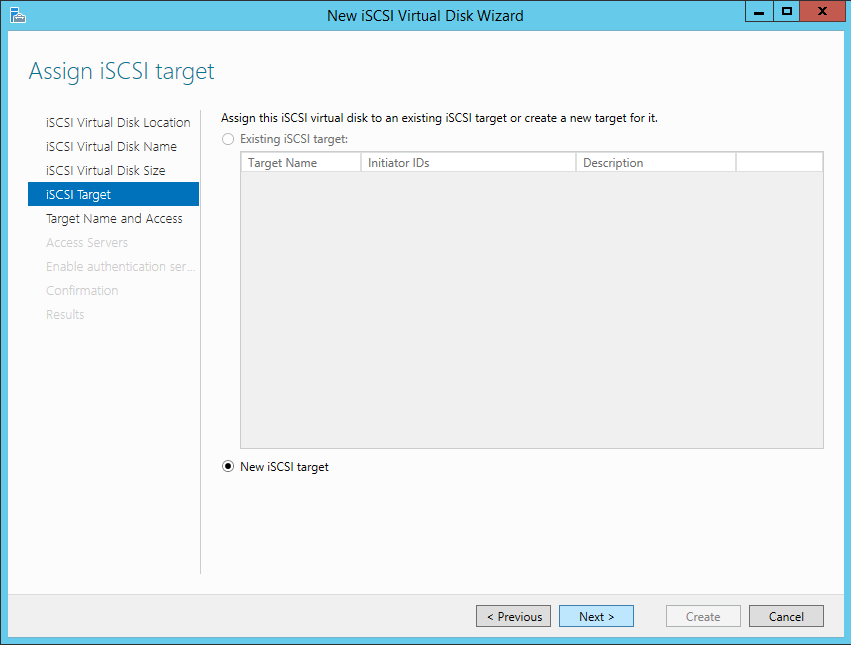 New iSCSI Virtual Disk Wizard
Assign iSCSI target
iSCSI Virtual Disk Location
iSCSI Virtual Disk Name
iSCSI Virtual Disk Size
iSCSI Target
Target Name and Access
Access Servers
Enable authentication ser...
Confirmation
Results
Assign this iSCSI virtual disk to an existing iSCSI target or create a new target for it.
Existing iSCSI target:
Target Name Initiator IDs Description
New iSCSI target
< Previous Next > Create Cancel